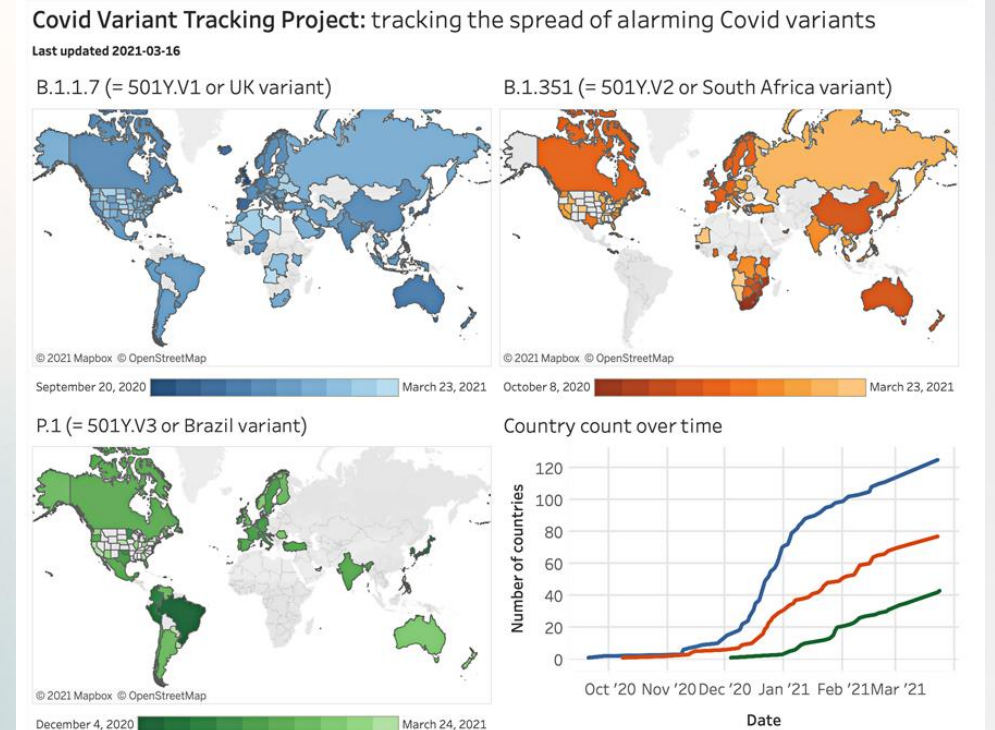 Covid Variant Tracking Project: tracking the spread of alarming Covid variants
Last updated 2021-03-16
B.1.1.7 (= 501Y.V1 or UK variant)
© 2021 Mapbox © OpenStreetMap
September 20, 2020
March 23, 2021
B.1.351 (= 501Y.V2 or South Africa variant)
© 2021 Mapbox © OpenStreetMap
October 8, 2020
March 23, 2021
P.1 (= 501Y.V3 or Brazil variant)
© 2021 Mapbox © OpenStreetMap
December 4, 2020
March 24, 2021
Country count over time
Number of countries
120
100
80
60
40
20
0
Oct '20 Nov '20 Dec '20 Jan '21 Feb '21 Mar '21
Date